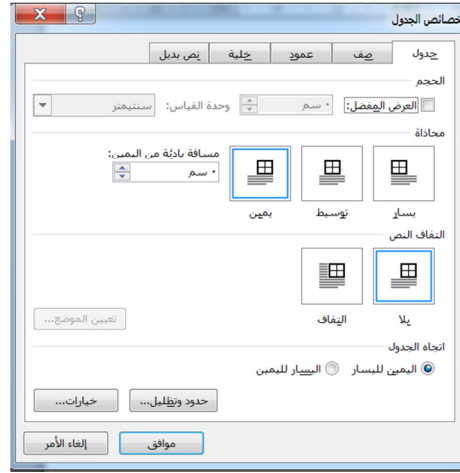 خصائص الجدول
جدول صف عمود خلية نص بديل
الحجم
العرض المفضل: ٠ سم وحدة القياس: سنتيمتر
محاذاة
مسافة بادئة من اليمين:
٠ سم
يسار توسيط يمين
التفاف النص
بلا التفاف
تعيين الموضع...
اتجاه الجدول
اليمين لليسار اليسار لليمين
حدود وتظليل... خيارات...
موافق إلغاء الأمر